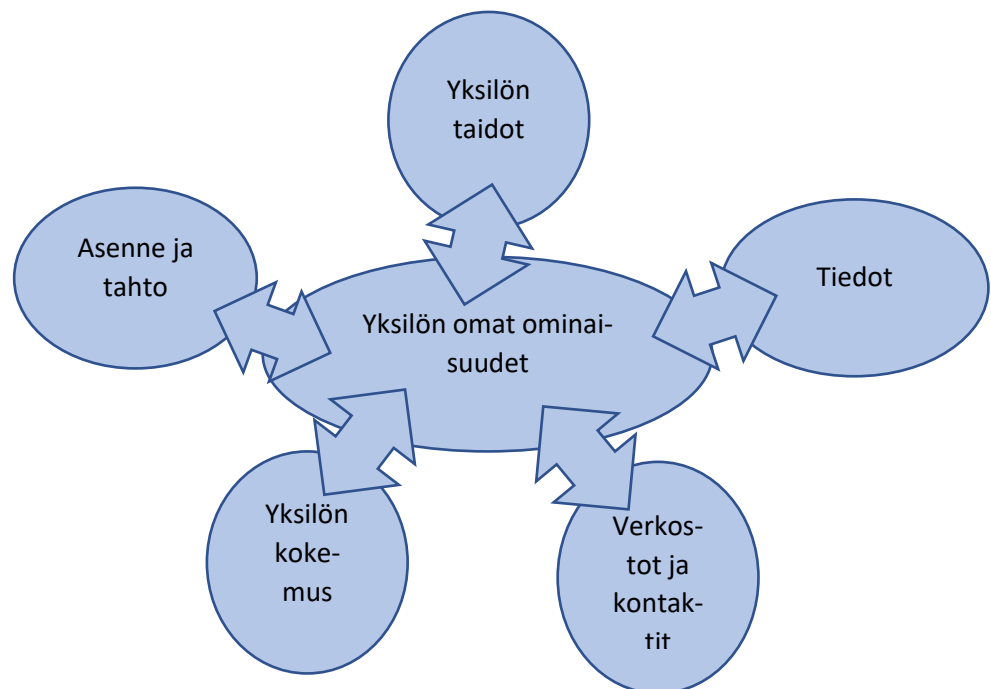 Yksilön
taidot
Asenne ja
tahto
Tiedot
Yksilön omat ominai-
suudet
Yksilön
koke-
mus
Verkos-
tot ja
kontak-
tit